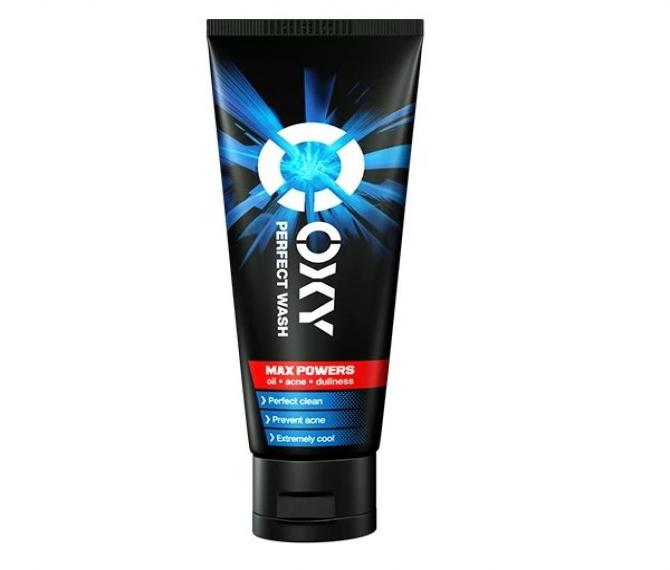 OXY
PERFECT WASH
MAX POWERS
oil • acne • dullness
❯ Perfect clean
❯ Prevent acne
❯ Extremely cool